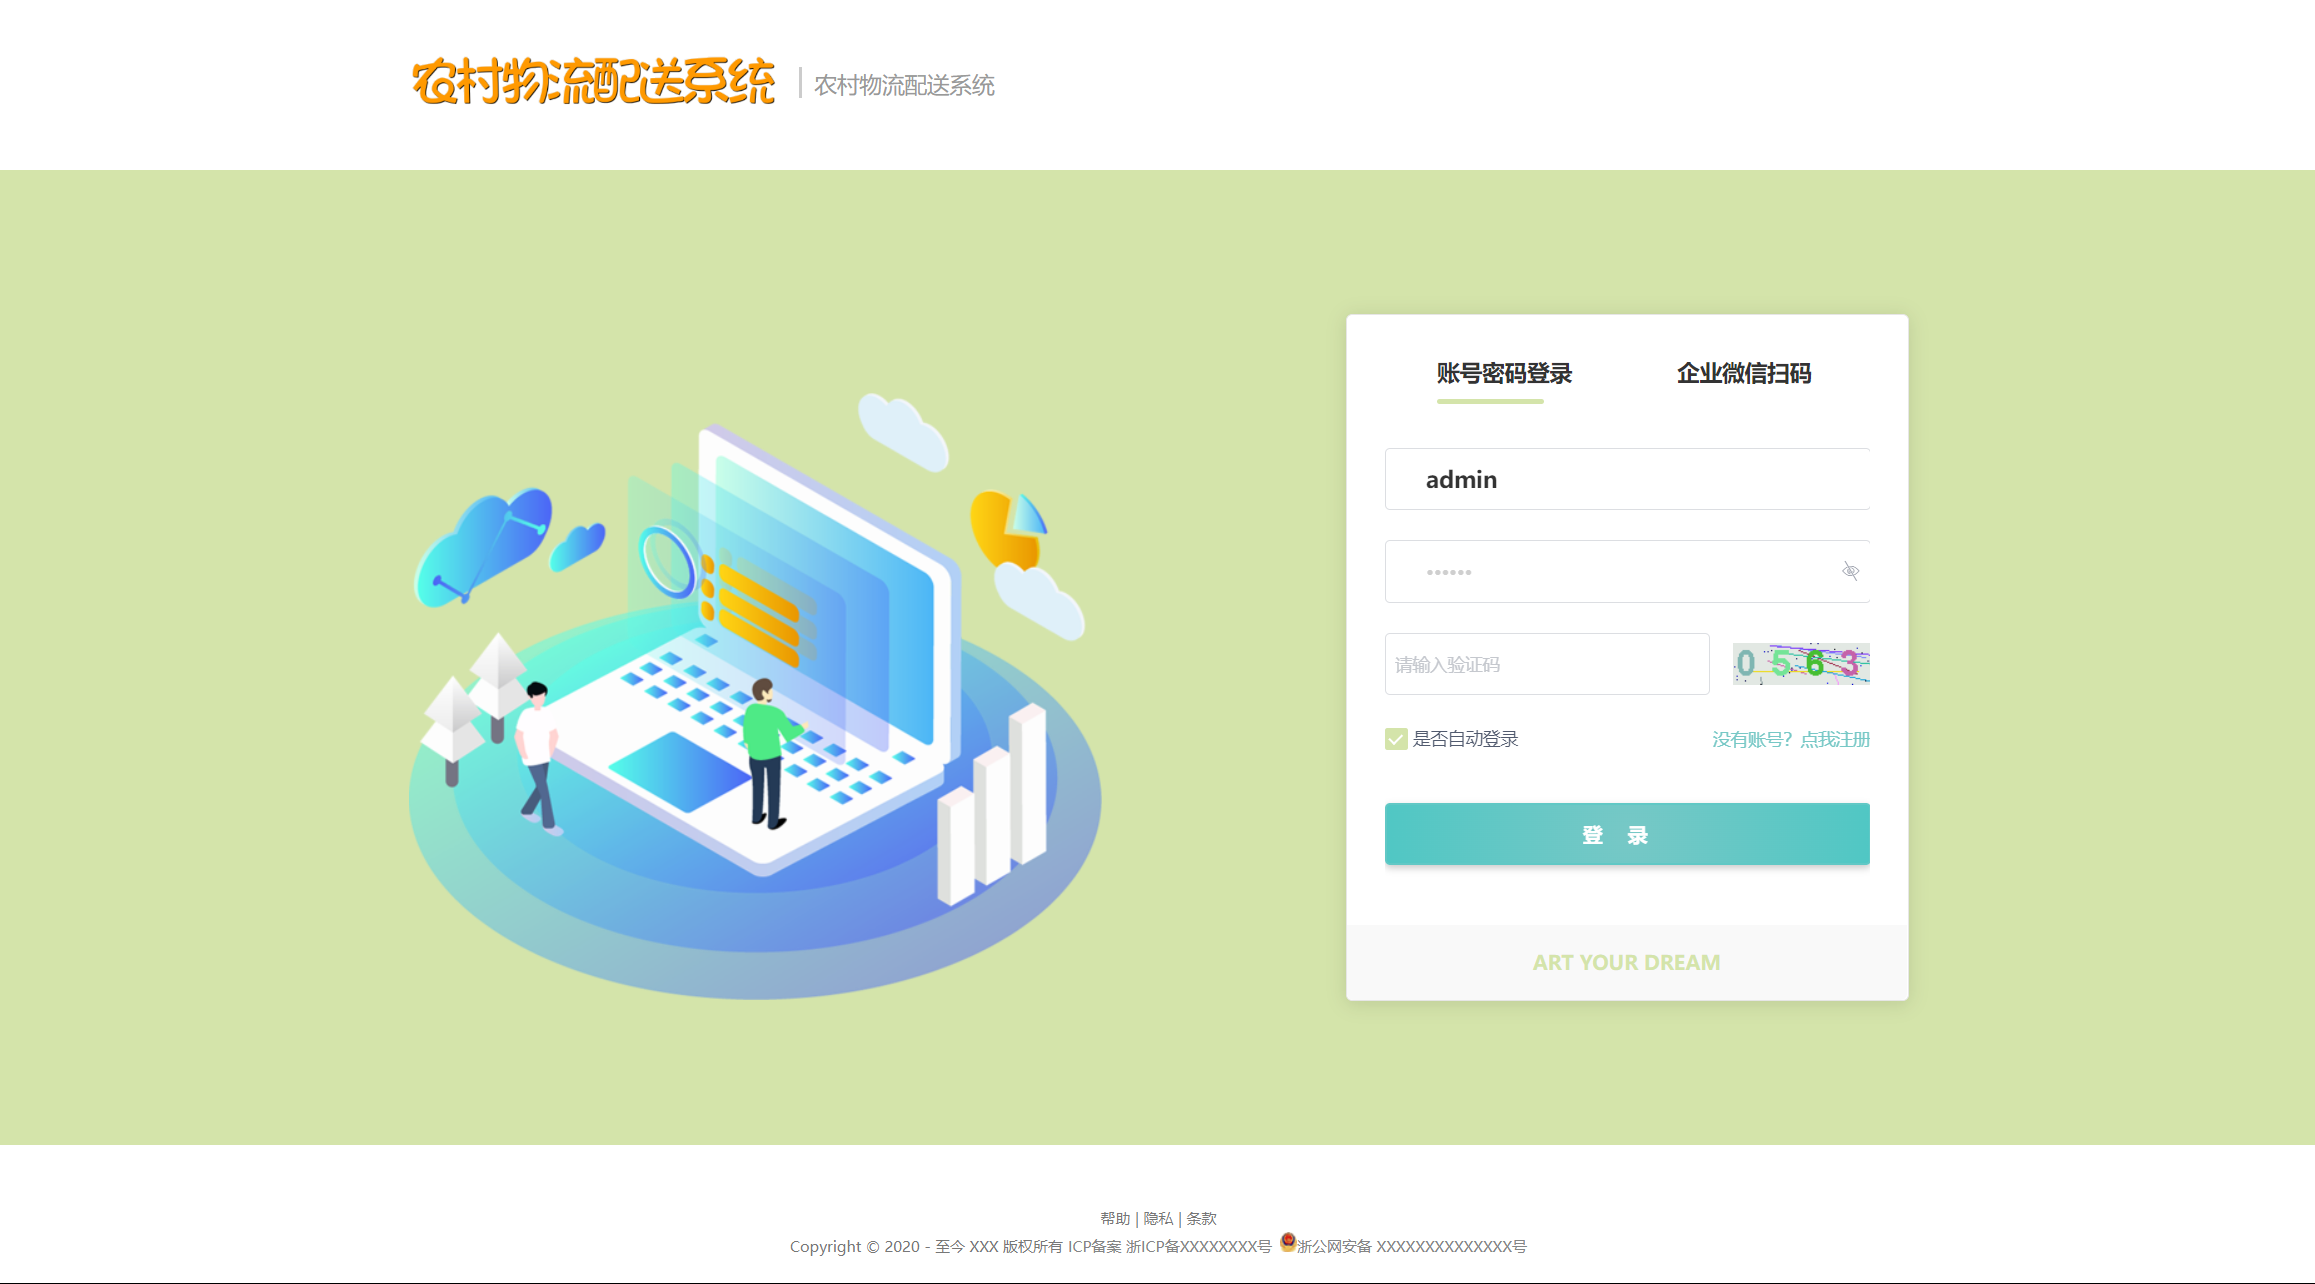 农村物流配送系统
农村物流配送系统
账号密码登录 企业微信扫码
admin
••••••
请输入验证码 0563
是否自动登录 没有账号？点我注册
登 录
ART YOUR DREAM
帮助 | 隐私 | 条款
Copyright © 2020 - 至今 XXX 版权所有 ICP备案 浙ICP备XXXXXXXX号 浙公网安备 XXXXXXXXXXXXXX号